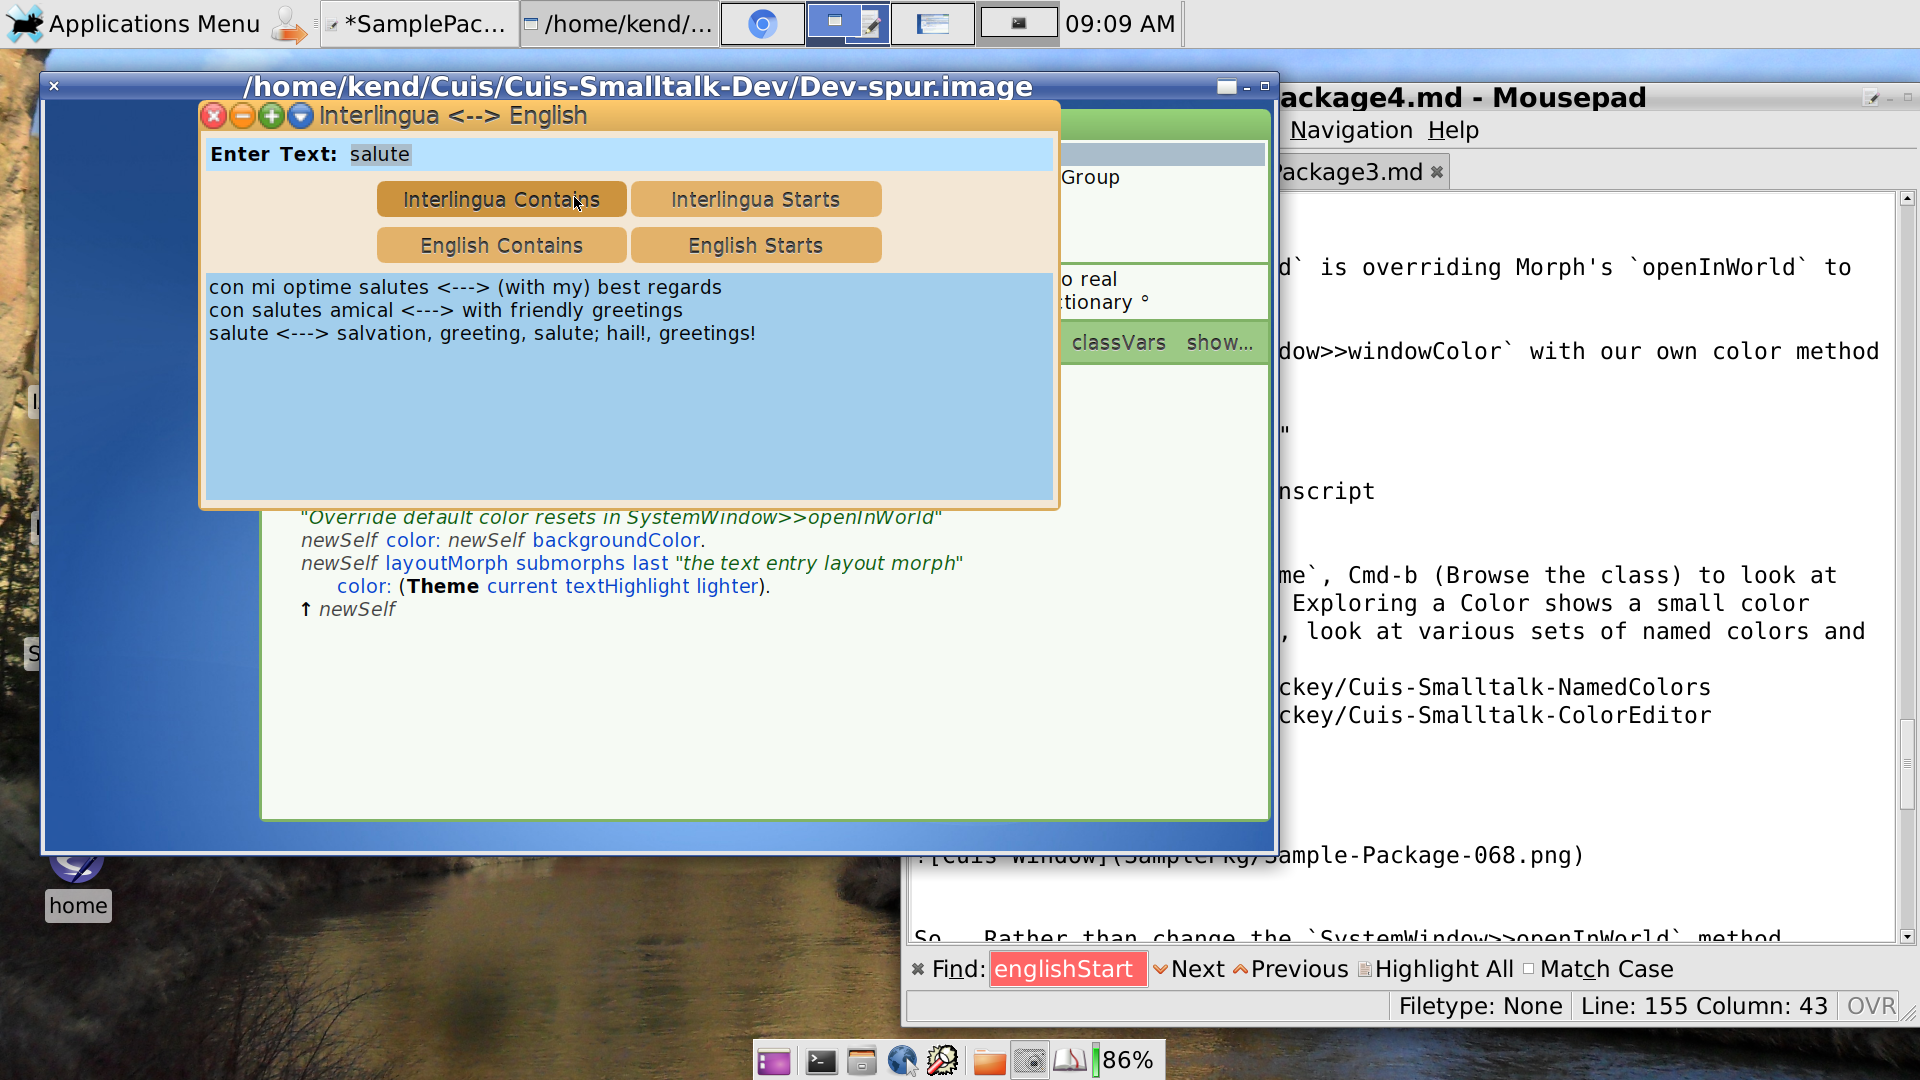 Applications Menu
*SamplePac...
/home/kend/...
09:09 AM
/home/kend/Cuis/Cuis-Smalltalk-Dev/Dev-spur.image
Interlingua <--> English
Enter Text: salute
Interlingua Contains
Interlingua Starts
English Contains
English Starts
con mi optime salutes <---> (with my) best regards
con salutes amical <---> with friendly greetings
salute <---> salvation, greeting, salute; hail!, greetings!
Group
o real
tionary °
classVars show...
"Override default color resets in SystemWindow>>openInWorld"
newSelf color: newSelf backgroundColor.
newSelf layoutMorph submorphs last "the text entry layout morph"
color: (Theme current textHighlight lighter).
↑ newSelf
ackage4.md - Mousepad
Navigation Help
ackage3.md
d` is overriding Morph's `openInWorld` to
dow>>windowColor` with our own color method
"
nscript
me`, Cmd-b (Browse the class) to look at
Exploring a Color shows a small color
, look at various sets of named colors and
ckey/Cuis-Smalltalk-NamedColors
ckey/Cuis-Smalltalk-ColorEditor
![Cuis Window](SamplePkg/Sample-Package-068.png)
So.. Rather than change the `SystemWindow>>openInWorld` method
Find: englishStart Next Previous Highlight All Match Case
Filetype: None Line: 155 Column: 43 OVR
home
86%